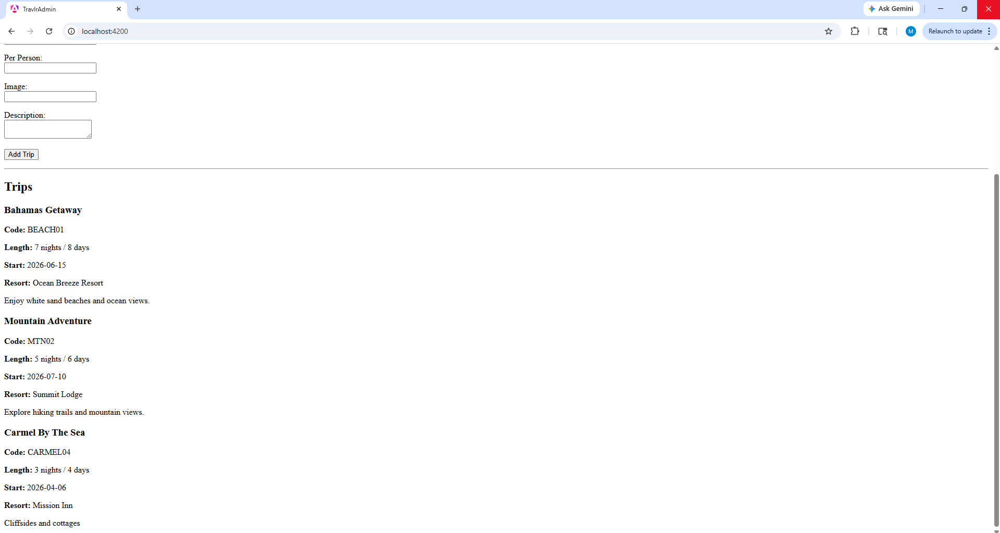 TravlrAdmin
Ask Gemini
localhost:4200
M
Relaunch to update
Per Person:
Image:
Description:
Add Trip
Trips
Bahamas Getaway
Code: BEACH01
Length: 7 nights / 8 days
Start: 2026-06-15
Resort: Ocean Breeze Resort
Enjoy white sand beaches and ocean views.
Mountain Adventure
Code: MTN02
Length: 5 nights / 6 days
Start: 2026-07-10
Resort: Summit Lodge
Explore hiking trails and mountain views.
Carmel By The Sea
Code: CARMEL04
Length: 3 nights / 4 days
Start: 2026-04-06
Resort: Mission Inn
Cliffsides and cottages